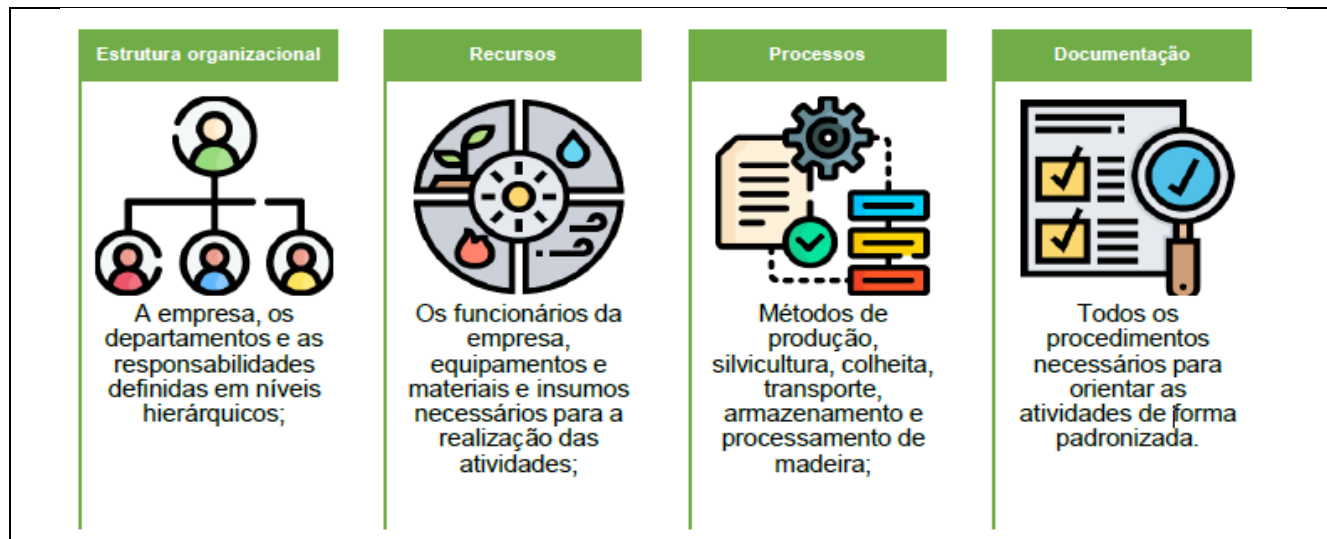 Estrutura organizacional
A empresa, os
departamentos e as
responsabilidades
definidas em níveis
hierárquicos;
Recursos
Os funcionários da
empresa,
equipamentos e
materiais e insumos
necessários para a
realização das
atividades;
Processos
Métodos de
produção,
silvicultura, colheita,
transporte,
armazenamento e
processamento de
madeira;
Documentação
Todos os
procedimentos
necessários para
orientar as
atividades de forma
padronizada.